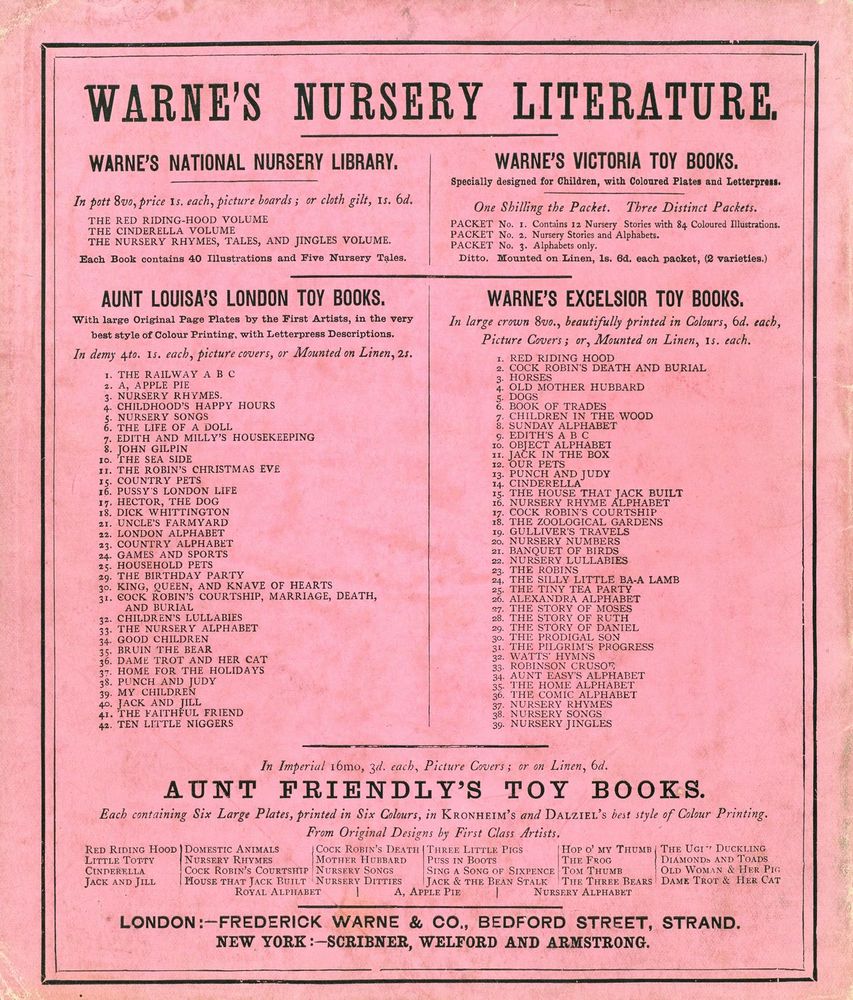 WARNE'S NURSERY LITERATURE.
WARNE'S NATIONAL NURSERY LIBRARY.
In pott 8vo, price 1s. each, picture boards; or cloth gilt, 1s. 6d.
THE RED RIDING-HOOD VOLUME
THE CINDERELLA VOLUME
THE NURSERY RHYMES, TALES, AND JINGLES VOLUME.
Each Book contains 40 Illustrations and Five Nursery Tales.
WARNE'S VICTORIA TOY BOOKS.
Specially designed for Children, with Coloured Plates and Letterpress.
One Shilling the Packet. Three Distinct Packets.
PACKET No. 1. Contains 12 Nursery Stories with 84 Coloured Illustrations.
PACKET No. 2. Nursery Stories and Alphabets.
PACKET No. 3. Alphabets only.
Ditto. Mounted on Linen, 1s. 6d. each packet, (2 varieties.)
AUNT LOUISA'S LONDON TOY BOOKS.
With large Original Page Plates by the First Artists, in the very
best style of Colour Printing, with Letterpress Descriptions.
In demy 4to. 1s. each, picture covers, or Mounted on Linen, 2s.
1. THE RAILWAY A B C
2. A, APPLE PIE
3. NURSERY RHYMES.
4. CHILDHOOD'S HAPPY HOURS
5. NURSERY SONGS
6. THE LIFE OF A DOLL
7. EDITH AND MILLY'S HOUSEKEEPING
8. JOHN GILPIN
10. THE SEA SIDE
11. THE ROBIN'S CHRISTMAS EVE
15. COUNTRY PETS
16. PUSSY'S LONDON LIFE
17. HECTOR, THE DOG
18. DICK WHITTINGTON
21. UNCLE'S FARMYARD
22. LONDON ALPHABET
23. COUNTRY ALPHABET
24. GAMES AND SPORTS
25. HOUSEHOLD PETS
29. THE BIRTHDAY PARTY
30. KING, QUEEN, AND KNAVE OF HEARTS
31. COCK ROBIN'S COURTSHIP, MARRIAGE, DEATH,
AND BURIAL
32. CHILDREN'S LULLABIES
33. THE NURSERY ALPHABET
34. GOOD CHILDREN
35. BRUIN THE BEAR
36. DAME TROT AND HER CAT
37. HOME FOR THE HOLIDAYS
38. PUNCH AND JUDY
39. MY CHILDREN
40. JACK AND JILL
41. THE FAITHFUL FRIEND
42. TEN LITTLE NIGGERS
WARNE'S EXCELSIOR TOY BOOKS.
In large crown 8vo., beautifully printed in Colours, 6d. each,
Picture Covers; or, Mounted on Linen, 1s. each.
1. RED RIDING HOOD
2. COCK ROBIN'S DEATH AND BURIAL
3. HORSES
4. OLD MOTHER HUBBARD
5. DOGS
6. BOOK OF TRADES
7. CHILDREN IN THE WOOD
8. SUNDAY ALPHABET
9. EDITH'S A B C
10. OBJECT ALPHABET
11. JACK IN THE BOX
12. OUR PETS
13. PUNCH AND JUDY
14. CINDERELLA
15. THE HOUSE THAT JACK BUILT
16. NURSERY RHYME ALPHABET
17. COCK ROBIN'S COURTSHIP
18. THE ZOOLOGICAL GARDENS
19. GULLIVER'S TRAVELS
20. NURSERY NUMBERS
21. BANQUET OF BIRDS
22. NURSERY LULLABIES
23. THE ROBINS
24. THE SILLY LITTLE BA-A LAMB
25. THE TINY TEA PARTY
26. ALEXANDRA ALPHABET
27. THE STORY OF MOSES
28. THE STORY OF RUTH
29. THE STORY OF DANIEL
30. THE PRODIGAL SON
31. THE PILGRIM'S PROGRESS
32. WATTS' HYMNS
33. ROBINSON CRUSOE
34. AUNT EASY'S ALPHABET
35. THE HOME ALPHABET
36. THE COMIC ALPHABET
37. NURSERY RHYMES
38. NURSERY SONGS
39. NURSERY JINGLES
In Imperial 16mo, 3d. each, Picture Covers; or on Linen, 6d.
AUNT FRIENDLY'S TOY BOOKS.
Each containing Six Large Plates, printed in Six Colours, in KRONHEIM'S and DALZIEL'S best style of Colour Printing.
From Original Designs by First Class Artists.
RED RIDING HOOD | DOMESTIC ANIMALS | COCK ROBIN'S DEATH | THREE LITTLE PIGS | HOP O' MY THUMB | THE UGLY DUCKLING
LITTLE TOTTY | NURSERY RHYMES | MOTHER HUBBARD | PUSS IN BOOTS | THE FROG | DIAMONDS AND TOADS
CINDERELLA | COCK ROBIN'S COURTSHIP | NURSERY SONGS | SING A SONG OF SIXPENCE | TOM THUMB | OLD WOMAN & HER PIG
JACK AND JILL | HOUSE THAT JACK BUILT | NURSERY DITTIES | JACK & THE BEAN STALK | THE THREE BEARS | DAME TROT & HER CAT
ROYAL ALPHABET | A, APPLE PIE | NURSERY ALPHABET
LONDON:—FREDERICK WARNE & CO., BEDFORD STREET, STRAND.
NEW YORK:—SCRIBNER, WELFORD AND ARMSTRONG.